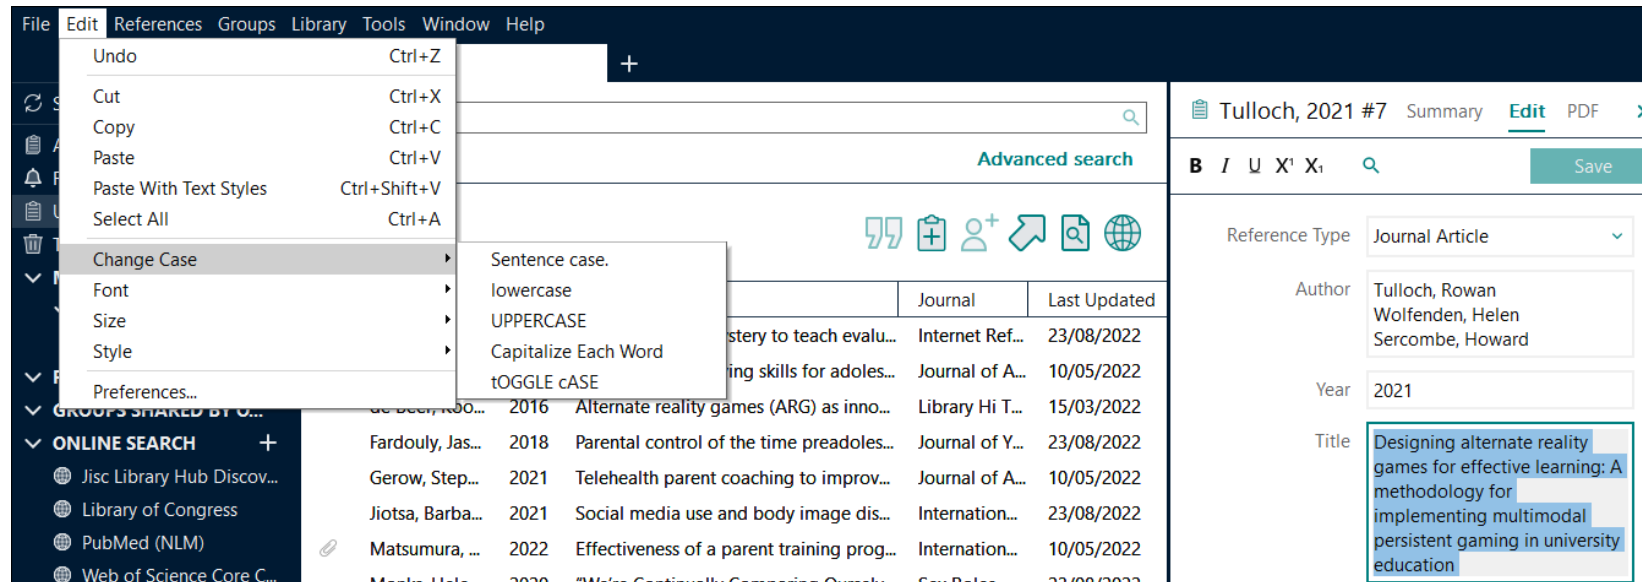 File Edit References Groups Library Tools Window Help
Undo Ctrl+Z
Cut Ctrl+X
Copy Ctrl+C
Paste Ctrl+V
Paste With Text Styles Ctrl+Shift+V
Select All Ctrl+A
Change Case
Font
Size
Style
Preferences...
Sentence case.
lowercase
UPPERCASE
Capitalize Each Word
tOGGLE cASE
GROUPS SHARED BY O...
ONLINE SEARCH +
Jisc Library Hub Discov...
Library of Congress
PubMed (NLM)
Web of Science Core C...
+
Advanced search
Journal Last Updated
to teach evalu... Internet Ref... 23/08/2022
skills for adoles... Journal of A... 10/05/2022
2016 Alternate reality games (ARG) as inno... Library Hi T... 15/03/2022
Fardouly, Jas... 2018 Parental control of the time preadoles... Journal of Y... 23/08/2022
Gerow, Step... 2021 Telehealth parent coaching to improv... Journal of A... 10/05/2022
Jiotsa, Barba... 2021 Social media use and body image dis... Internation... 23/08/2022
Matsumura, ... 2022 Effectiveness of a parent training prog... Internation... 10/05/2022
Tulloch, 2021 #7 Summary Edit PDF
B I U X¹ X₁ Save
Reference Type Journal Article
Author Tulloch, Rowan
Wolfenden, Helen
Sercombe, Howard
Year 2021
Title Designing alternate reality
games for effective learning: A
methodology for
implementing multimodal
persistent gaming in university
education